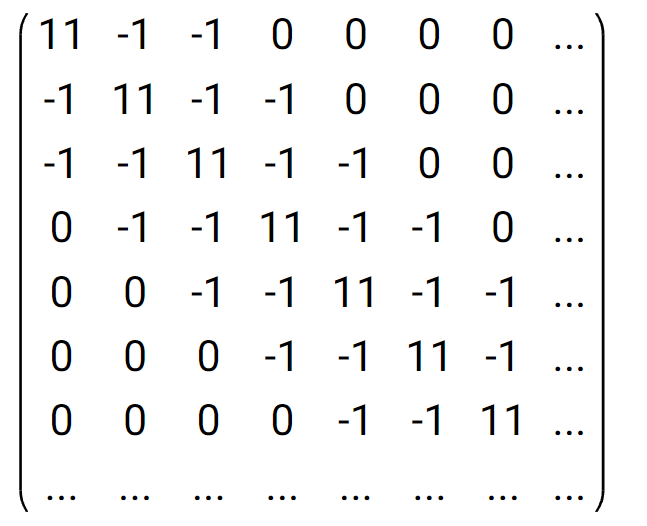 11 -1 -1 0 0 0 0 ...
-1 11 -1 -1 0 0 0 ...
-1 -1 11 -1 -1 0 0 ...
0 -1 -1 11 -1 -1 0 ...
0 0 -1 -1 11 -1 -1 ...
0 0 0 -1 -1 11 -1 ...
0 0 0 0 -1 -1 11 ...
... ... ... ... ... ... ... ...